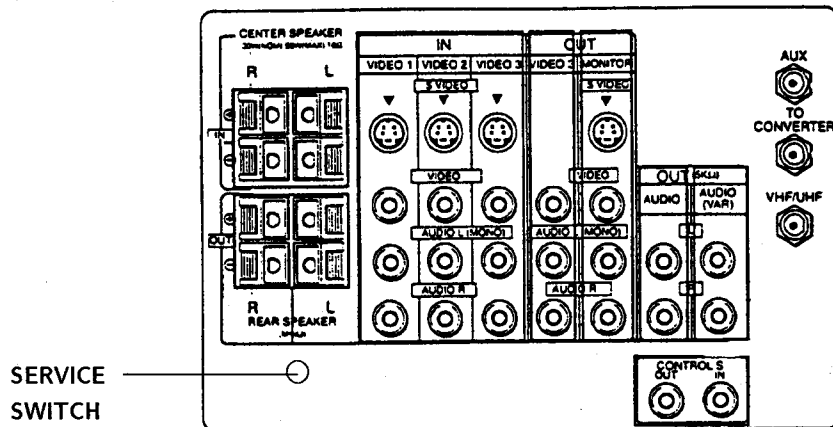 CENTER SPEAKER
R L
IN
OUT
R L
REAR SPEAKER
SERVICE
SWITCH
IN OUT
VIDEO 1 VIDEO 2 VIDEO 3 VIDEO 3 MONITOR
S VIDEO S VIDEO
VIDEO VIDEO
AUDIO L (MONO) AUDIO (MONO)
AUDIO R AUDIO R
OUT (5KΩ)
AUDIO AUDIO
(VAR)
L
R
CONTROL S
OUT IN
AUX
TO
CONVERTER
VHF/UHF